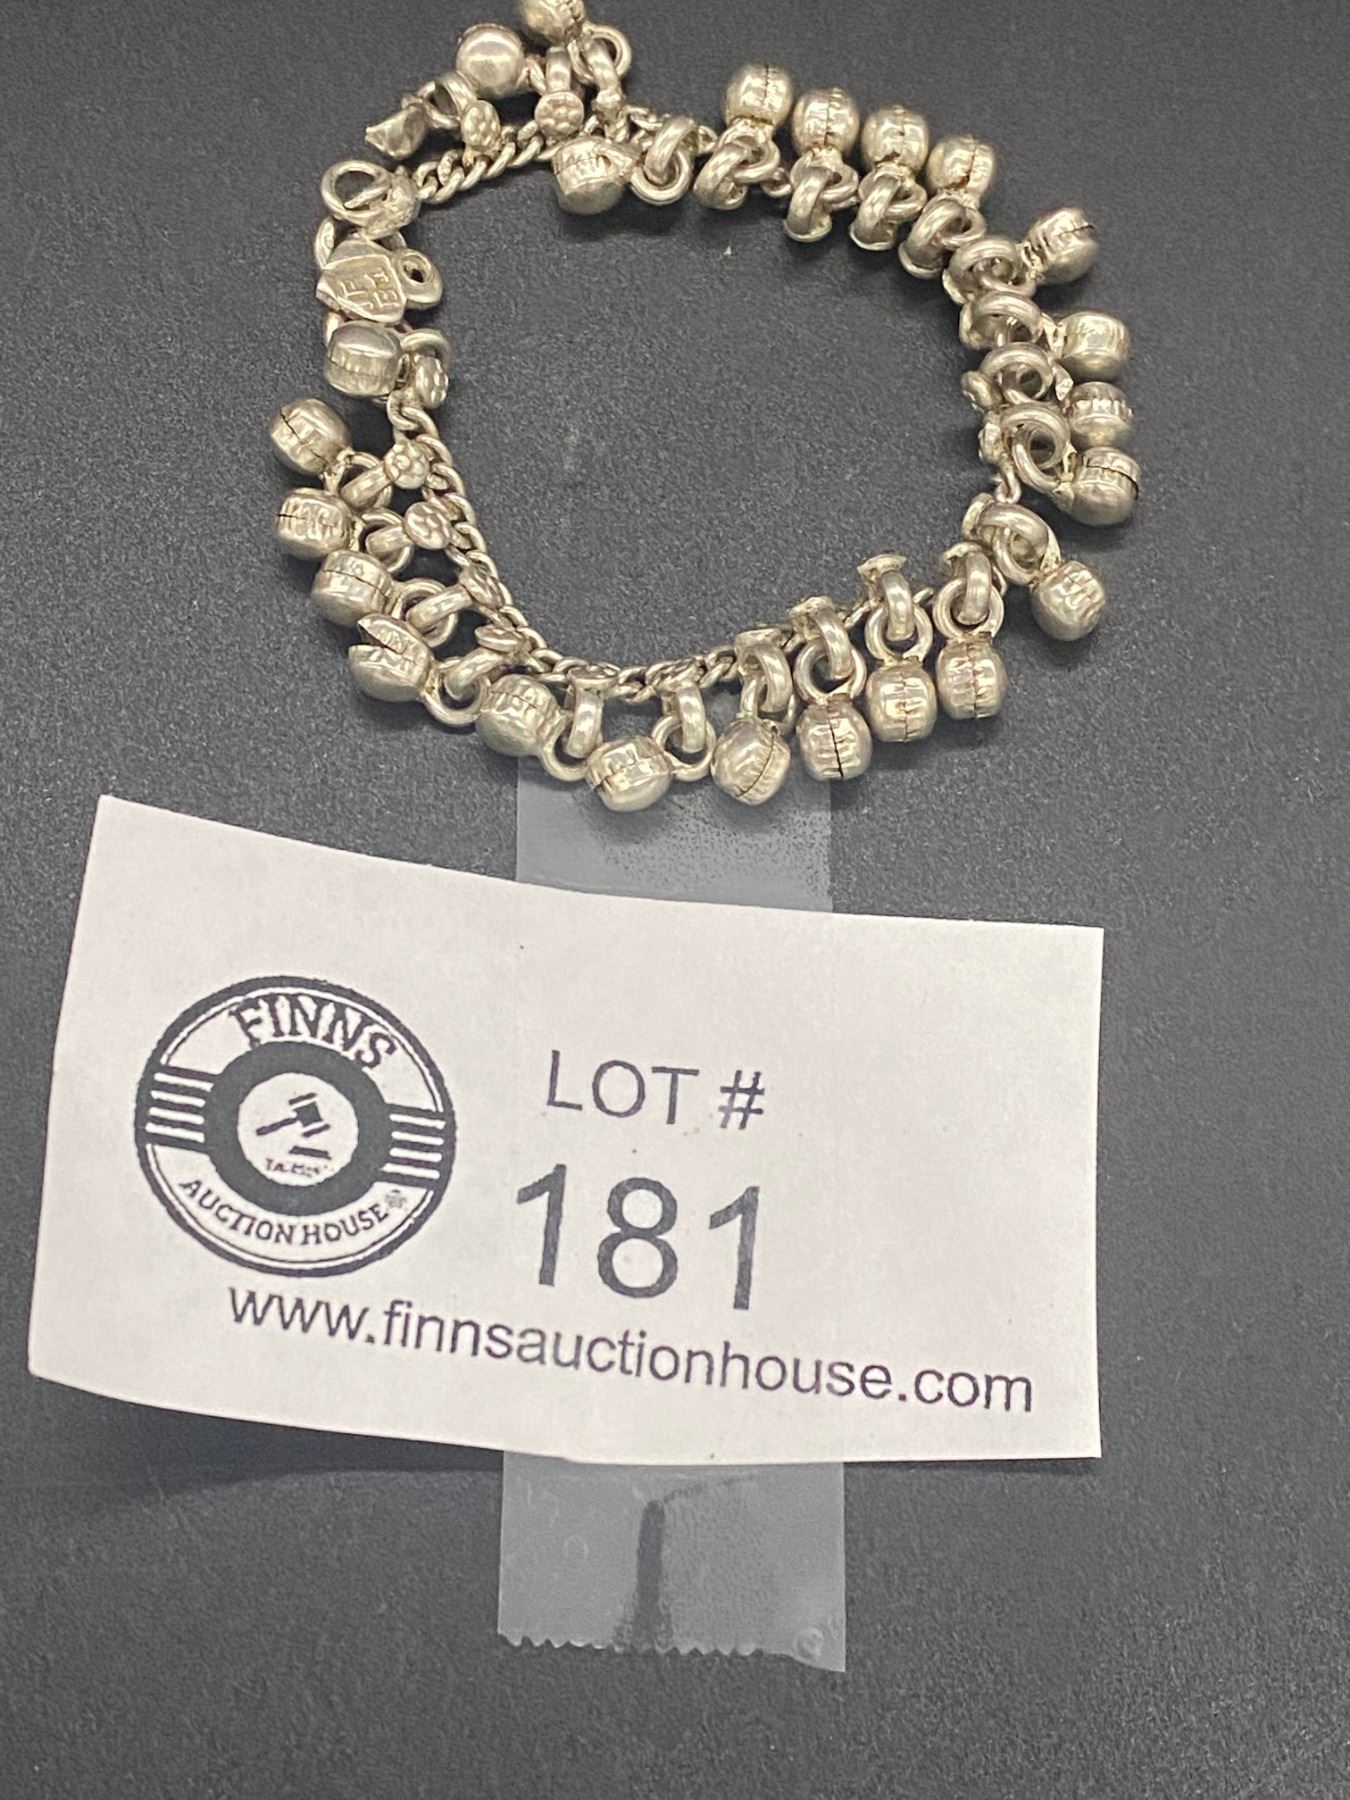 FINNS
AUCTION HOUSE
LOT #
181
www.finnsauctionhouse.com